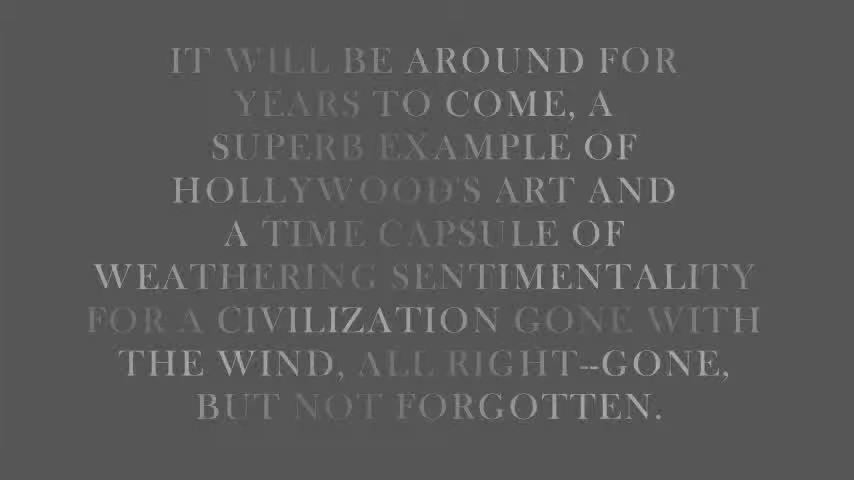 IT WILL BE AROUND FOR
YEARS TO COME, A
SUPERB EXAMPLE OF
HOLLYWOOD'S ART AND
A TIME CAPSULE OF
WEATHERING SENTIMENTALITY
FOR A CIVILIZATION GONE WITH
THE WIND, ALL RIGHT--GONE,
BUT NOT FORGOTTEN.